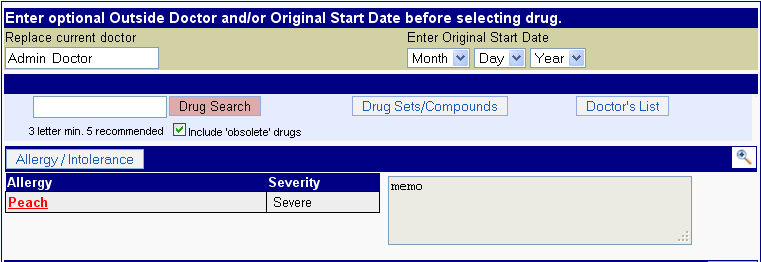 Enter optional Outside Doctor and/or Original Start Date before selecting drug.
Replace current doctor Enter Original Start Date
Admin Doctor Month Day Year
Drug Search Drug Sets/Compounds Doctor's List
3 letter min. 5 recommended Include 'obsolete' drugs
Allergy / Intolerance
Allergy Severity memo
Peach Severe